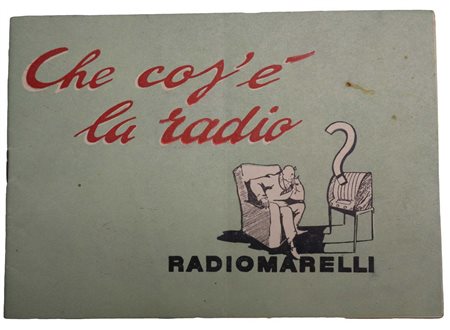 Che cos'é
la radio
?
RADIOMARELLI